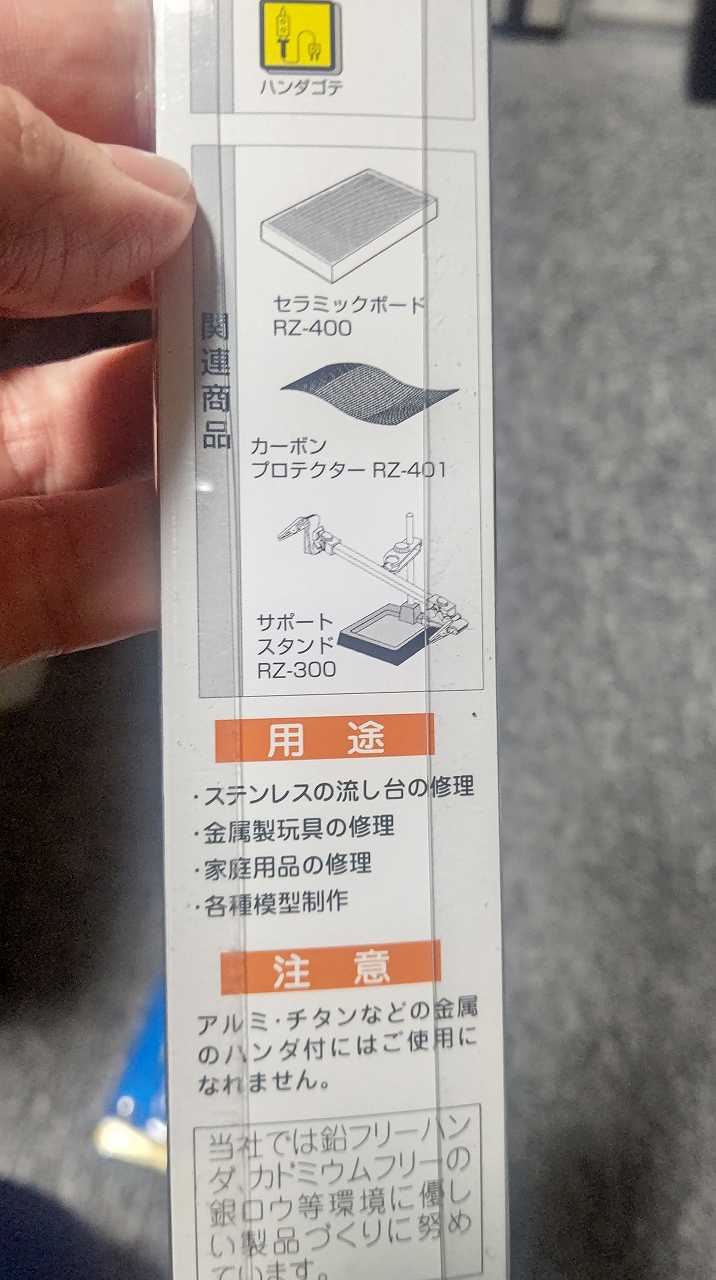 ハンダゴテ
関連商品
セラミックボード
RZ-400
カーボン
プロテクター RZ-401
サポート
スタンド
RZ-300
用 途
・ステンレスの流し台の修理
・金属製玩具の修理
・家庭用品の修理
・各種模型制作
注 意
アルミ・チタンなどの金属
のハンダ付にはご使用に
なれません。
当社では鉛フリーハン
ダ、カドミウムフリーの
銀ロウ等環境に優し
い製品づくりに努め
ています。